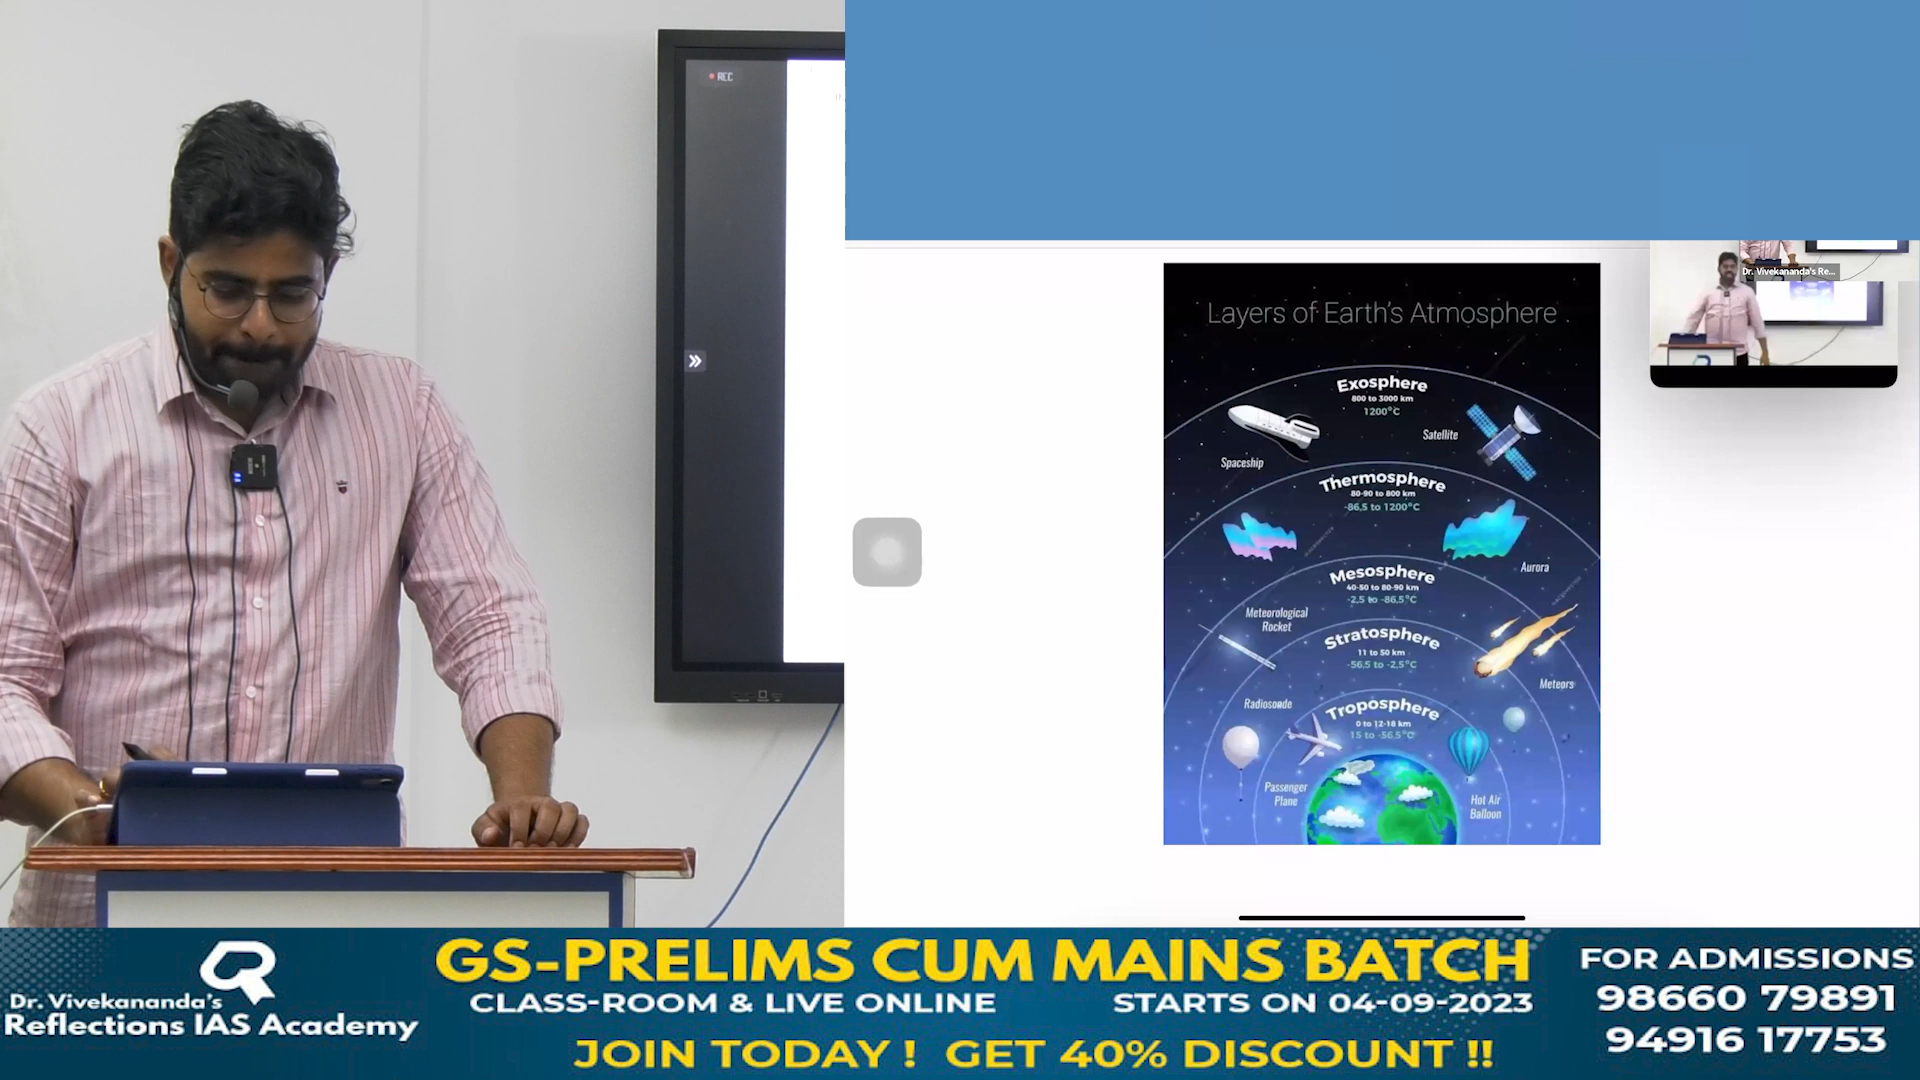 REC
Dr. Vivekananda's Re...
Layers of Earth's Atmosphere
Exosphere
800 to 3000 km
1200°C
Satellite
Spaceship
Thermosphere
80-90 to 800 km
-86,5 to 1200°C
Aurora
Mesosphere
40-50 to 80-90 km
-2,5 to -86,5°C
Meteorological
Rocket
Stratosphere
11 to 50 km
-56,5 to -2,5°C
Meteors
Radiosonde
Troposphere
0 to 12-18 km
15 to -56,5°C
Passenger
Plane
Hot Air
Balloon
Dr. Vivekananda's
Reflections IAS Academy
GS-PRELIMS CUM MAINS BATCH
CLASS-ROOM & LIVE ONLINE STARTS ON 04-09-2023
JOIN TODAY ! GET 40% DISCOUNT !!
FOR ADMISSIONS
98660 79891
94916 17753